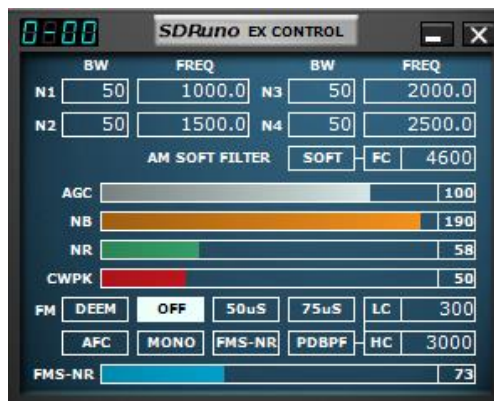 0-00 SDRuno EX CONTROL
BW FREQ BW FREQ
N1 50 1000.0 N3 50 2000.0
N2 50 1500.0 N4 50 2500.0
AM SOFT FILTER SOFT FC 4600
AGC 100
NB 190
NR 58
CWPK 50
FM DEEM OFF 50uS 75uS LC 300
AFC MONO FMS-NR PDBPF HC 3000
FMS-NR 73